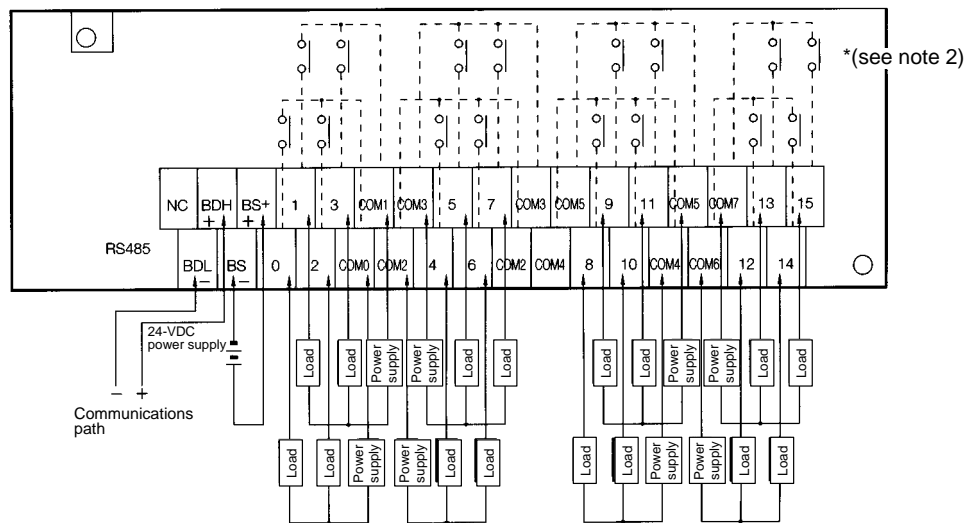 *(see note 2)
NC BDH + BS+ + 1 3 COM1 COM3 5 7 COM3 COM5 9 11 COM5 COM7 13 15
RS485
BDL − BS − 0 2 COM0 COM2 4 6 COM2 COM4 8 10 COM4 COM6 12 14
24-VDC
power supply
Load Load Power supply Power supply Load Load Load Load Power supply Power supply Load Load
− +
Communications
path
Load Load Power supply Power supply Load Load Load Load Power supply Power supply Load Load